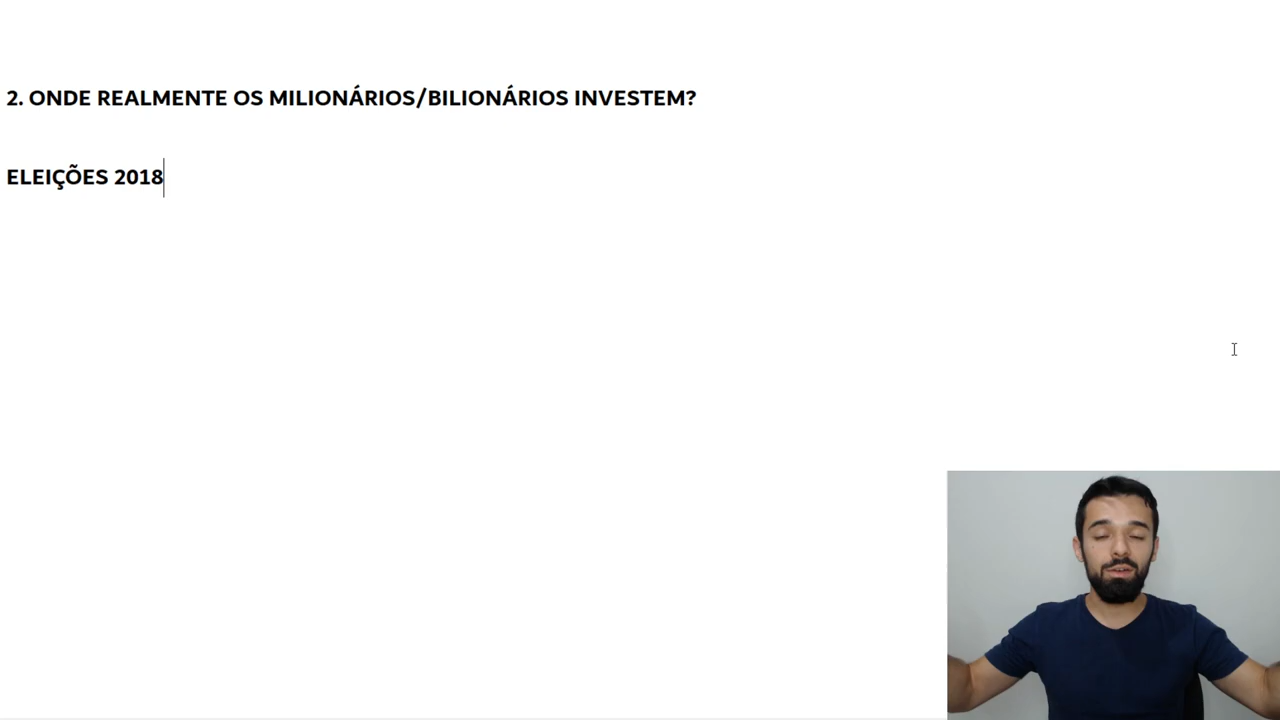 2. ONDE REALMENTE OS MILIONÁRIOS/BILIONÁRIOS INVESTEM?
ELEIÇÕES 2018